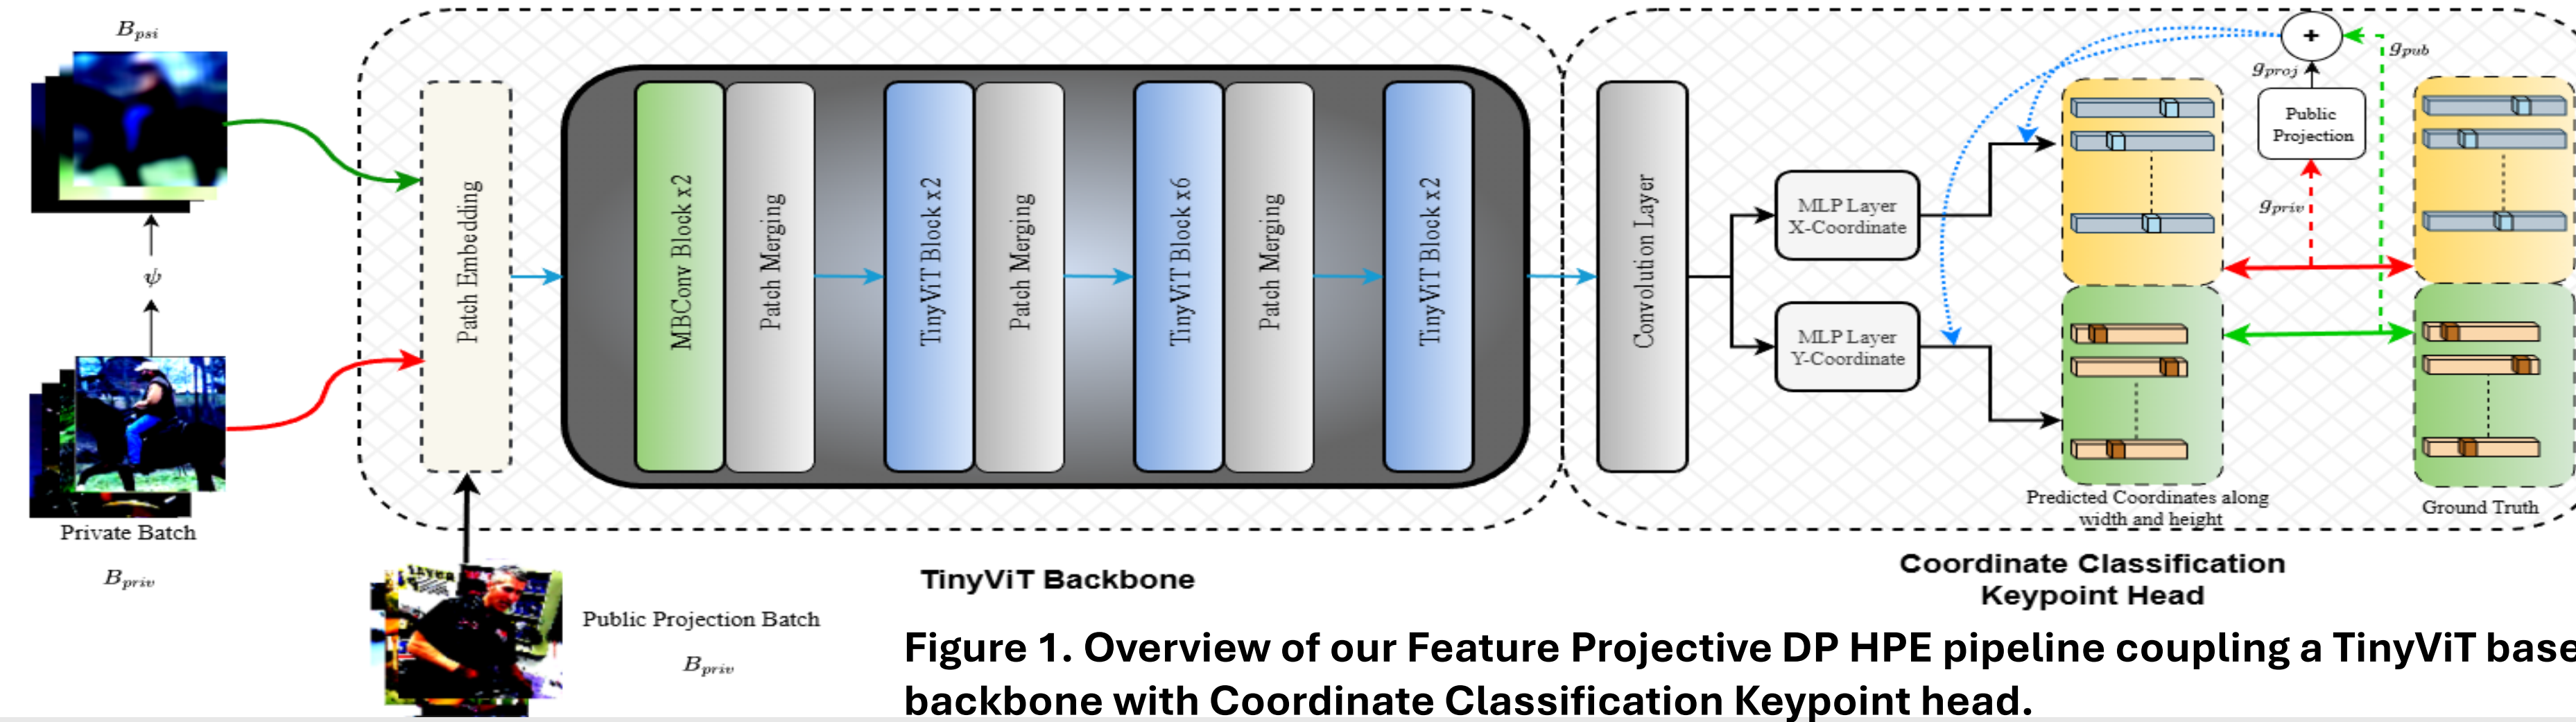 B_psi
ψ
Private Batch
B_priv
Patch Embedding
MBConv Block x2
Patch Merging
TinyViT Block x2
Patch Merging
TinyViT Block x6
Patch Merging
TinyViT Block x2
Public Projection Batch
B_priv
TinyViT Backbone
Convolution Layer
MLP Layer
X-Coordinate
MLP Layer
Y-Coordinate
+
g_pub
g_proj
Public
Projection
g_priv
Predicted Coordinates along
width and height
Ground Truth
Coordinate Classification
Keypoint Head
Figure 1. Overview of our Feature Projective DP HPE pipeline coupling a TinyViT base
backbone with Coordinate Classification Keypoint head.